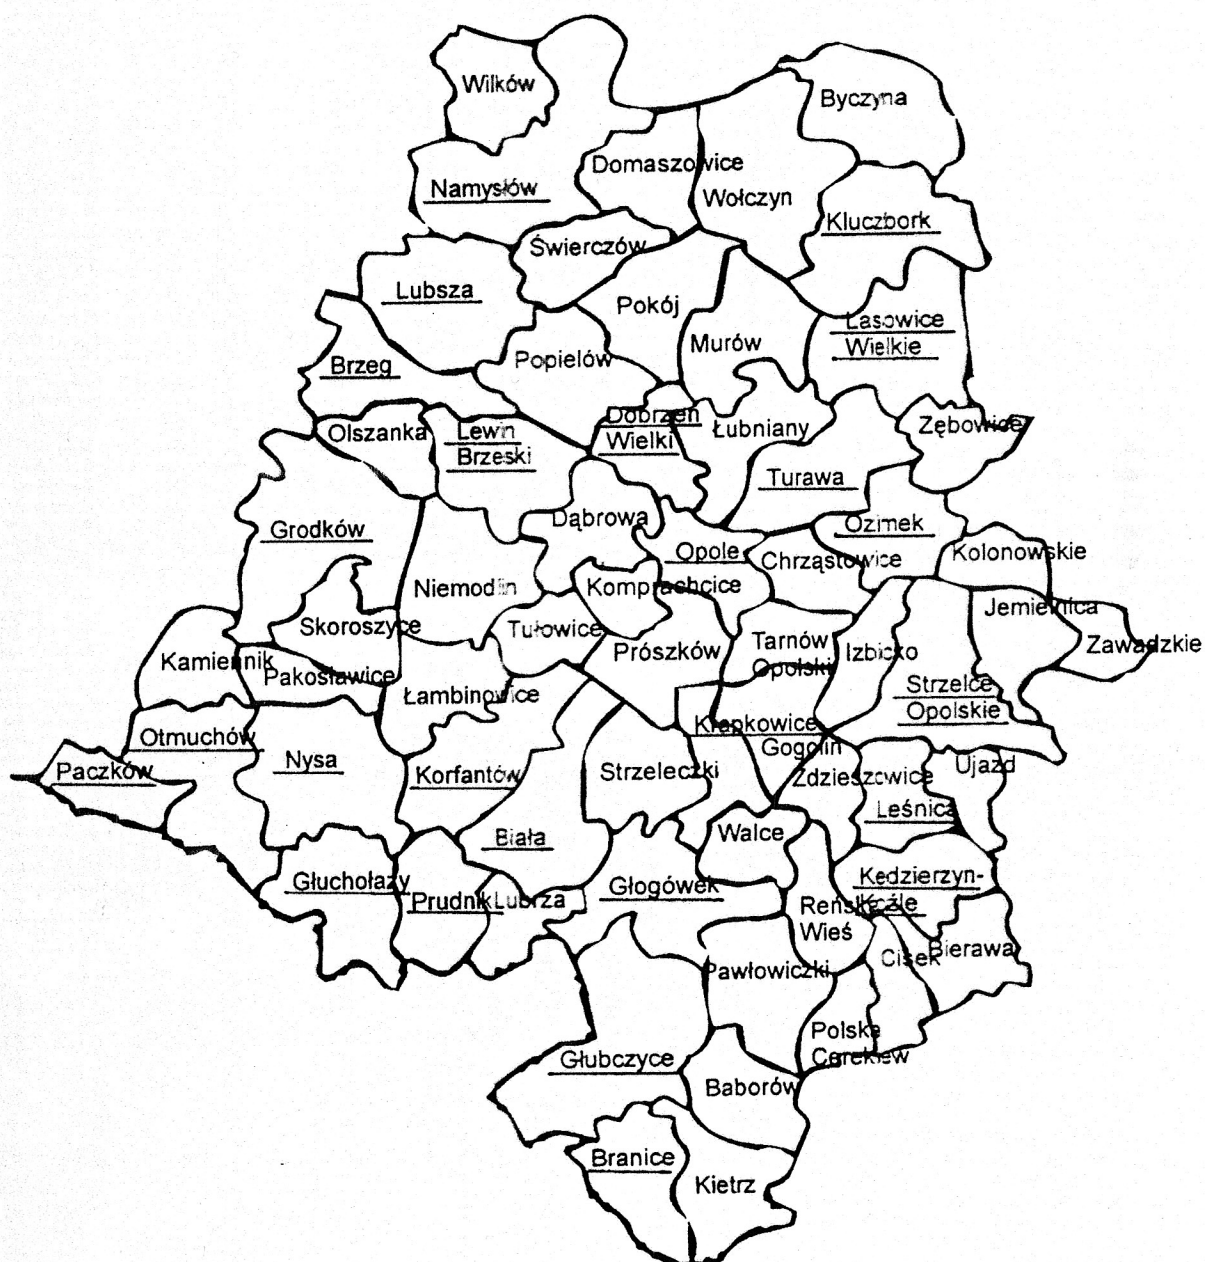 Wilków
Byczyna
Domaszowice
Namysłów
Wołczyn
Kluczbork
Świerczów
Lubsza
Pokój
Lasowice
Wielkie
Murów
Popielów
Brzeg
Dobrzeń
Wielki
Olszanka
Lewin
Brzeski
Łubniany
Zębowice
Turawa
Grodków
Dąbrowa
Ozimek
Opole
Chrząstowice
Kolonowskie
Niemodlin
Komprachcice
Jemielnica
Skoroszyce
Tułowice
Prószków
Tarnów
Opolski
Izbicko
Zawadzkie
Kamiennik
Pakosławice
Łambinowice
Strzelce
Opolskie
Otmuchów
Krapkowice
Gogolin
Paczków
Nysa
Korfantów
Strzeleczki
Zdzieszowice
Ujazd
Leśnica
Biała
Walce
Głuchołazy
Prudnik
Lubrza
Głogówek
Kędzierzyn-
Koźle
Reńska
Wieś
Cisek
Bierawa
Pawłowiczki
Polska
Cerekiew
Głubczyce
Baborów
Branice
Kietrz